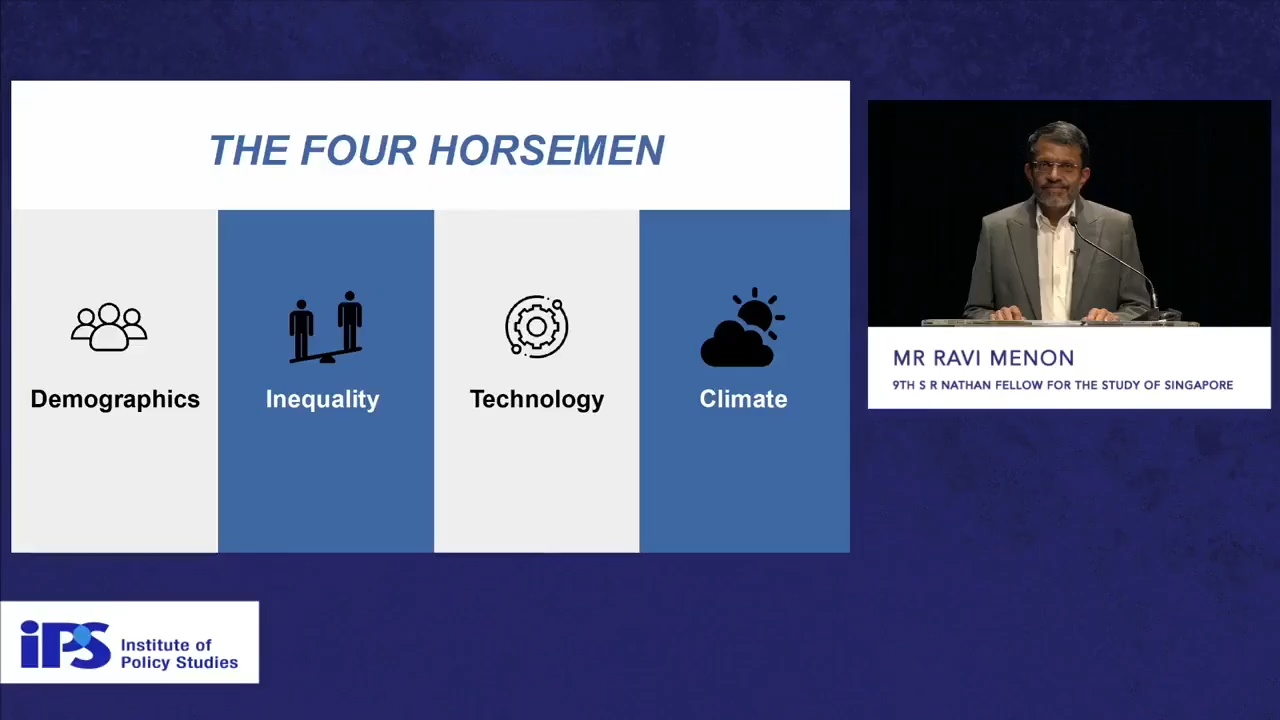 THE FOUR HORSEMEN
Demographics
Inequality
Technology
Climate
MR RAVI MENON
9TH S R NATHAN FELLOW FOR THE STUDY OF SINGAPORE
iPS
Institute of
Policy Studies